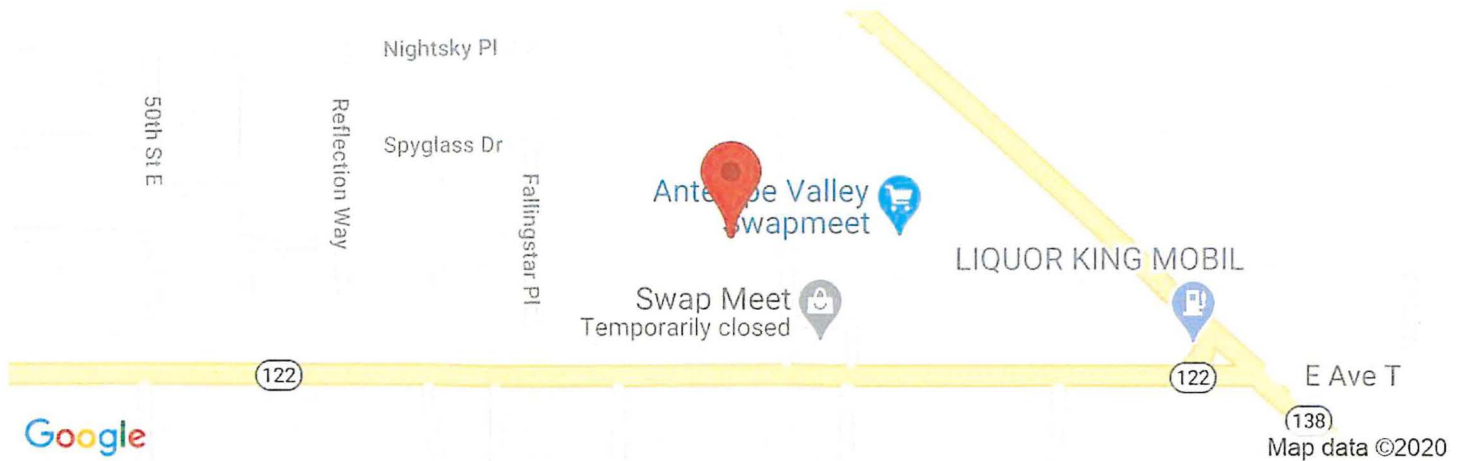 Nightsky Pl
50th St E
Reflection Way
Spyglass Dr
Fallingstar Pl
Antelope Valley
Swapmeet
LIQUOR KING MOBIL
Swap Meet
Temporarily closed
122
122
E Ave T
138
Google
Map data ©2020